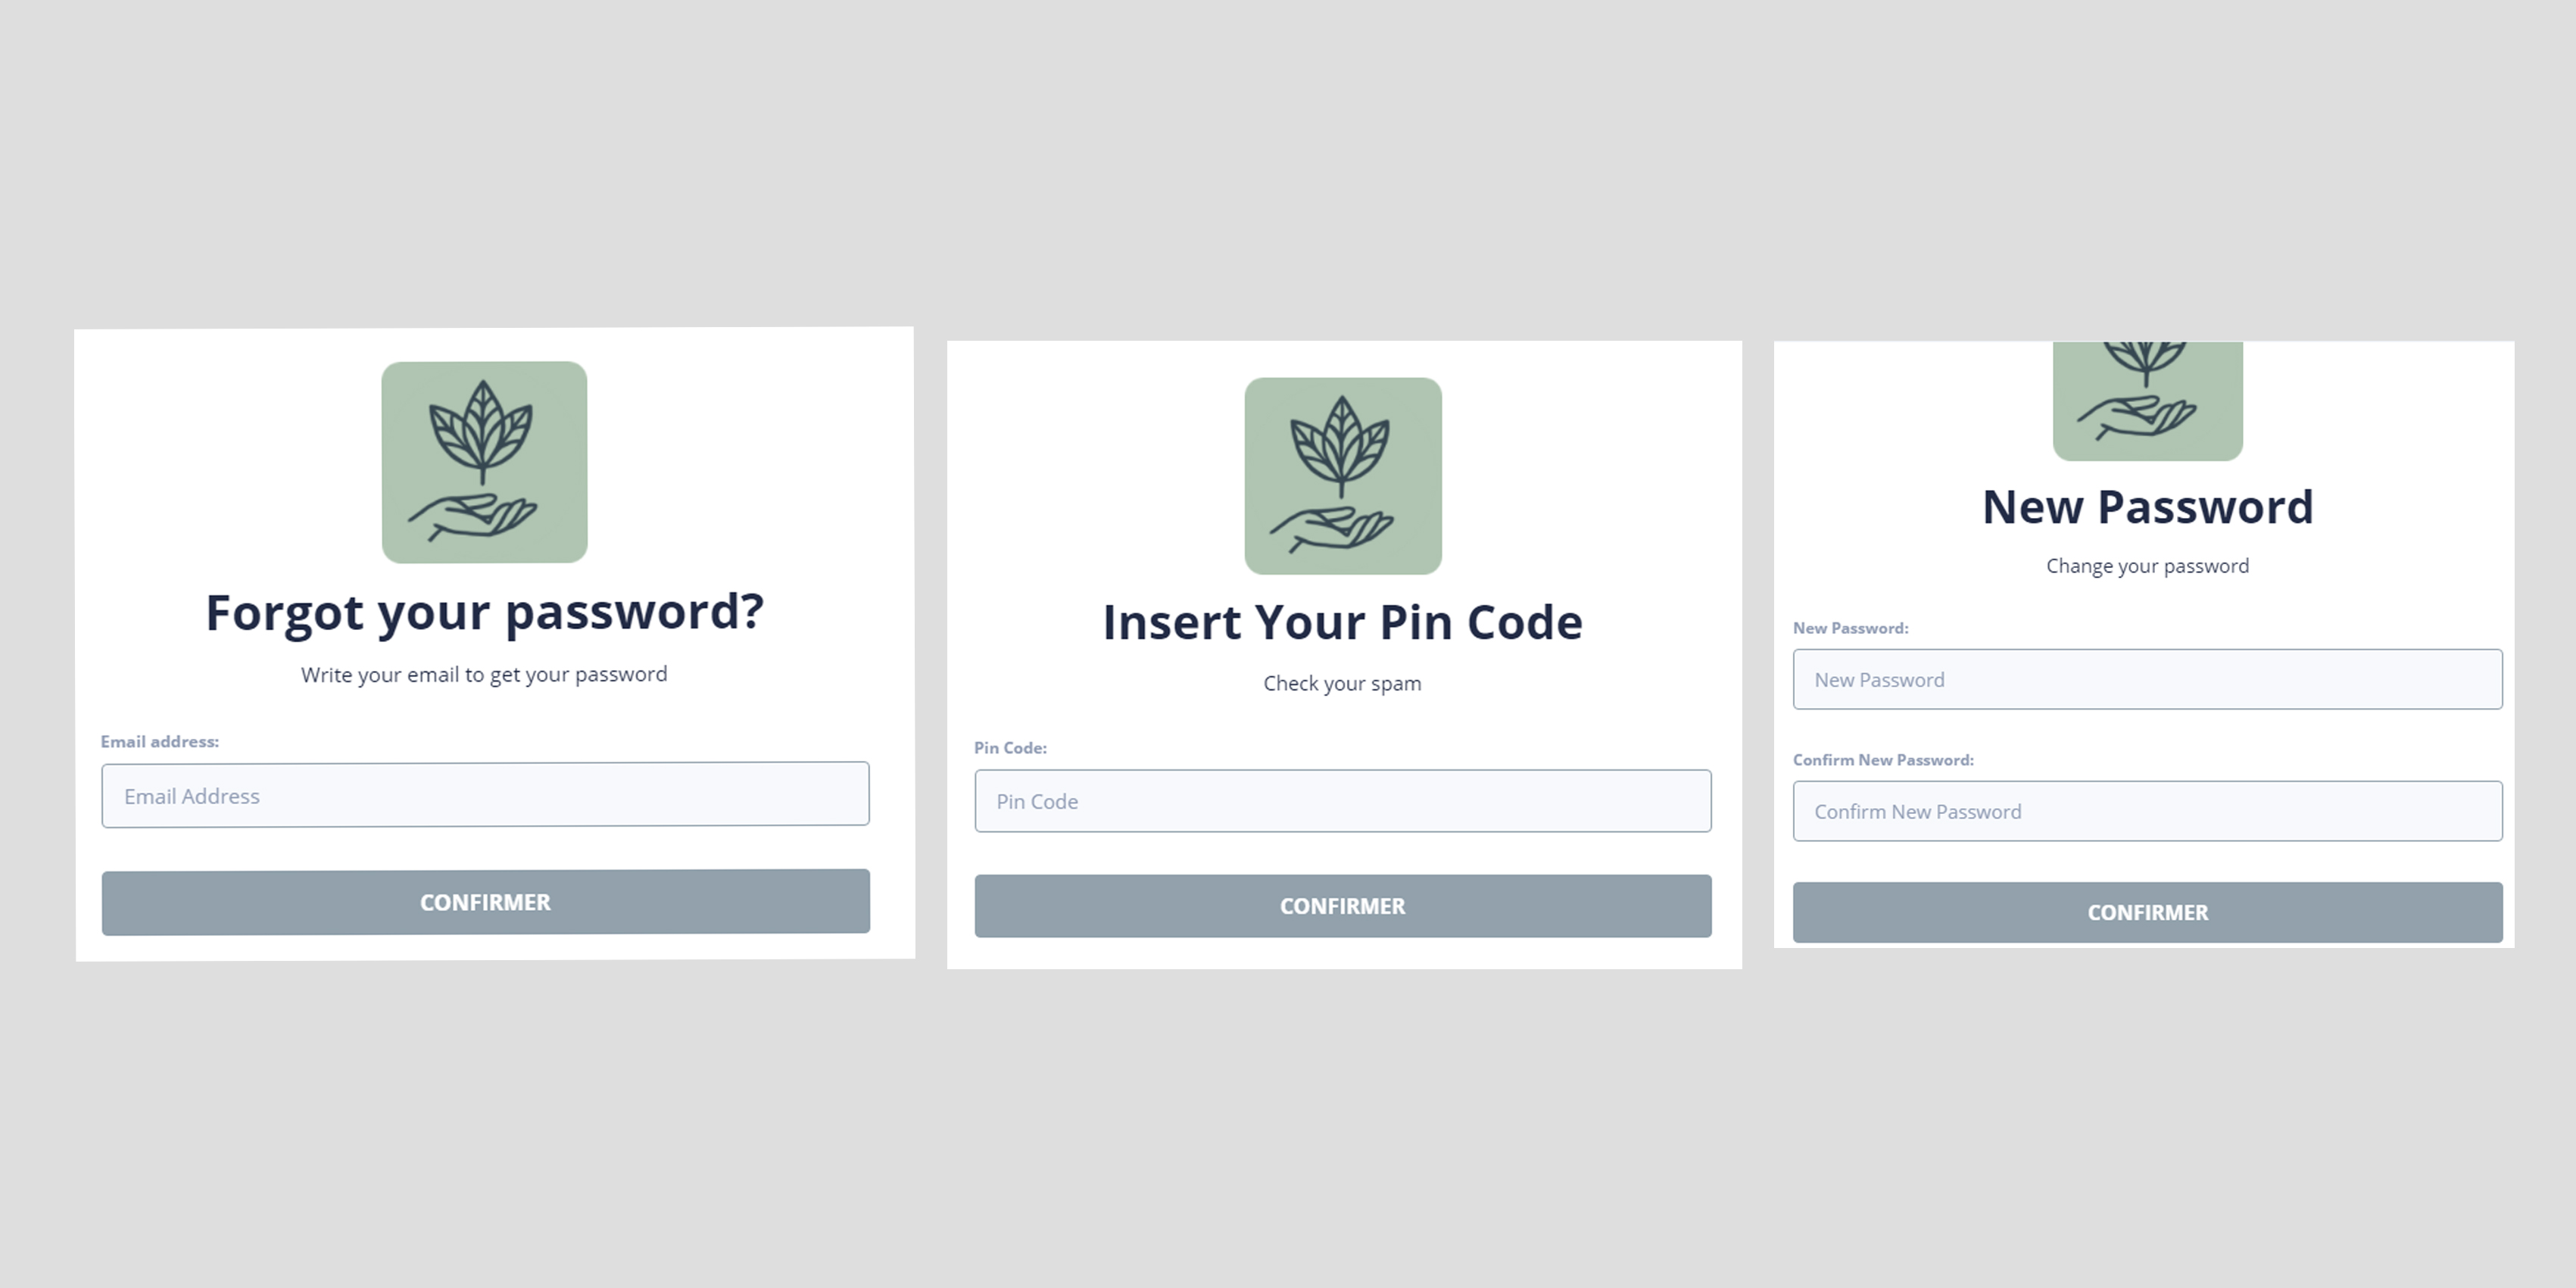 Forgot your password?
Write your email to get your password
Email address:
Email Address
CONFIRMER
Insert Your Pin Code
Check your spam
Pin Code:
Pin Code
CONFIRMER
New Password
Change your password
New Password:
New Password
Confirm New Password:
Confirm New Password
CONFIRMER